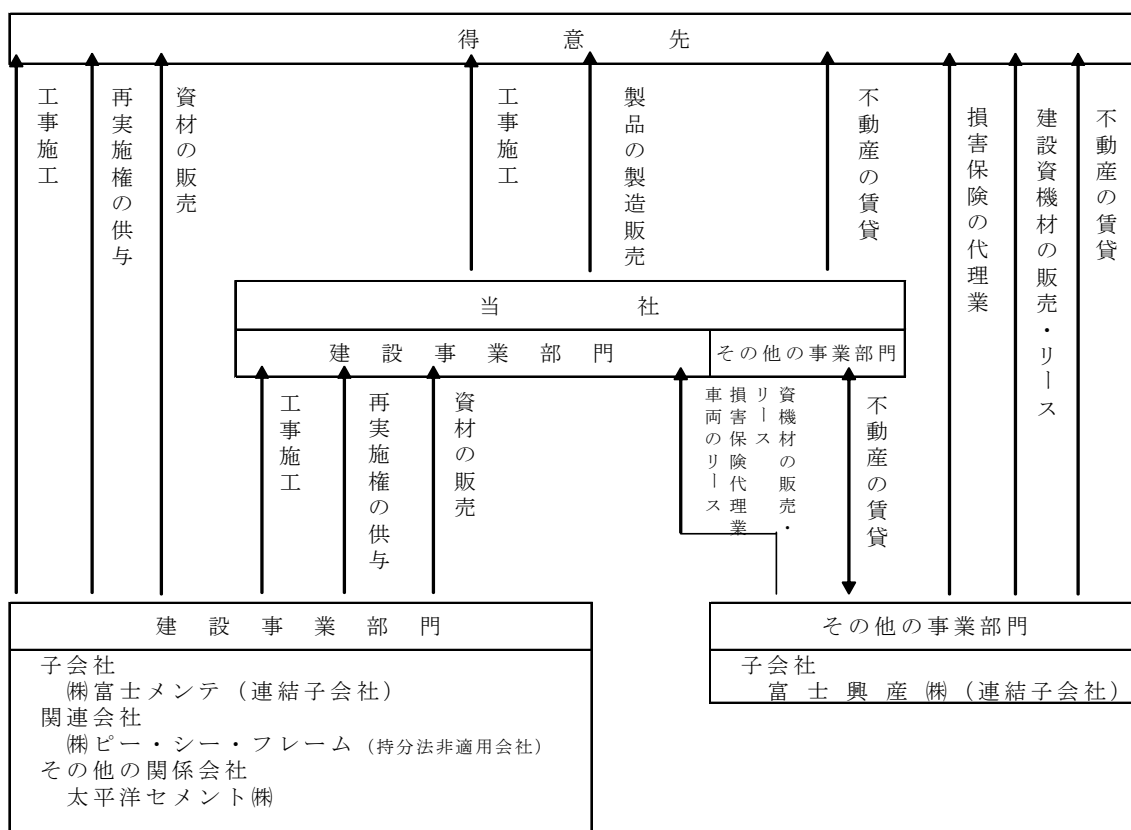 得意先
工事施工
再実施権の供与
資材の販売
工事施工
製品の製造販売
不動産の賃貸
損害保険の代理業
建設資機材の販売・リース
不動産の賃貸
当社
建設事業部門
その他の事業部門
工事施工
再実施権の供与
資材の販売
資機材の販売・
リース
損害保険代理業
車両のリース
不動産の賃貸
建設事業部門
子会社
㈱富士メンテ（連結子会社）
関連会社
㈱ピー・シー・フレーム（持分法非適用会社）
その他の関係会社
太平洋セメント㈱
その他の事業部門
子会社
富士興産㈱（連結子会社）